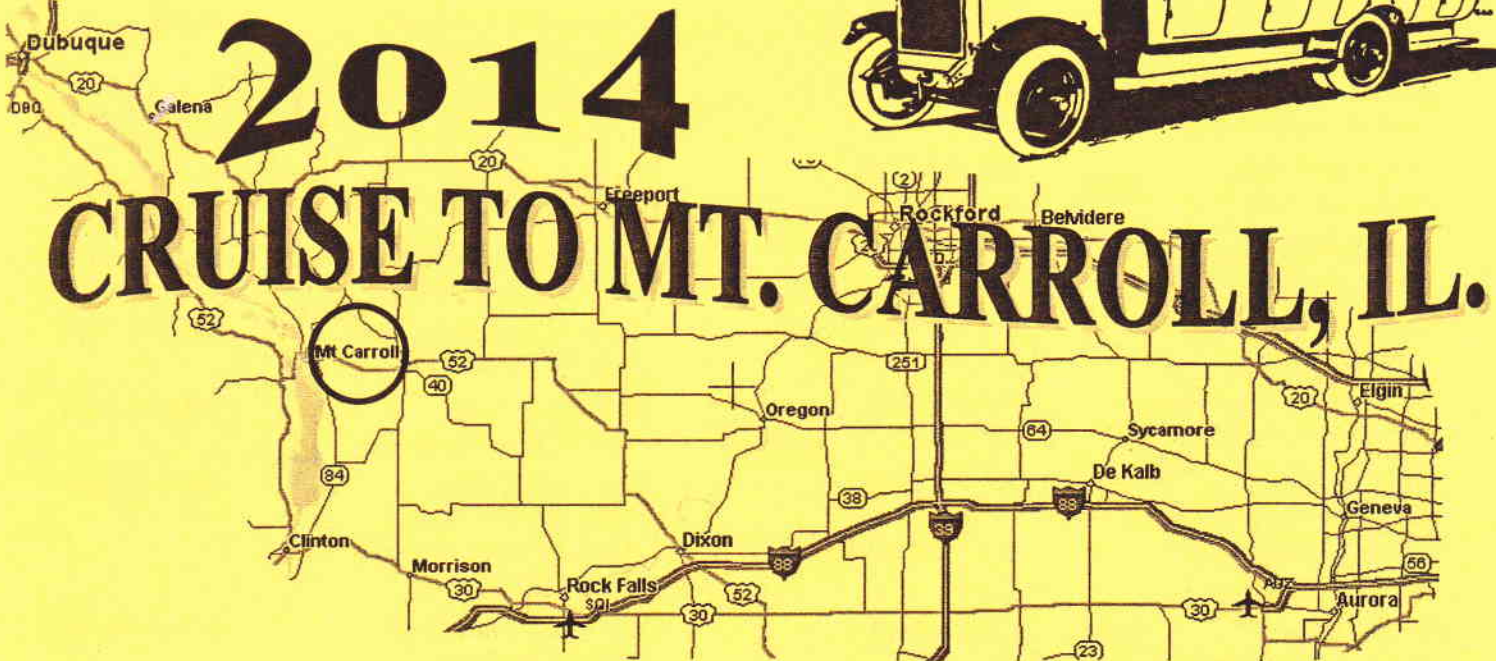 2014
CRUISE TO MT. CARROLL, IL.
Dubuque
20
DBQ
Galena
20
Freeport
2
Rockford
Belvidere
52
Mt Carroll
52
40
251
20
Elgin
Oregon
64
Sycamore
84
De Kalb
38
88
39
Geneva
Clinton
Dixon
88
Morrison
30
Rock Falls
SQI
52
30
56
30
Aurora
23